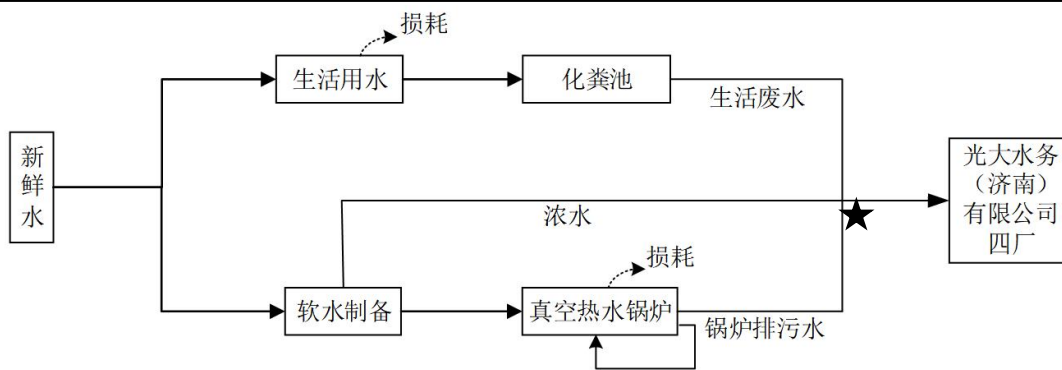 损耗
生活用水
化粪池
生活废水
新
鲜
水
光大水务
（济南）
有限公司
四厂
浓水
损耗
软水制备
真空热水锅炉
锅炉排污水